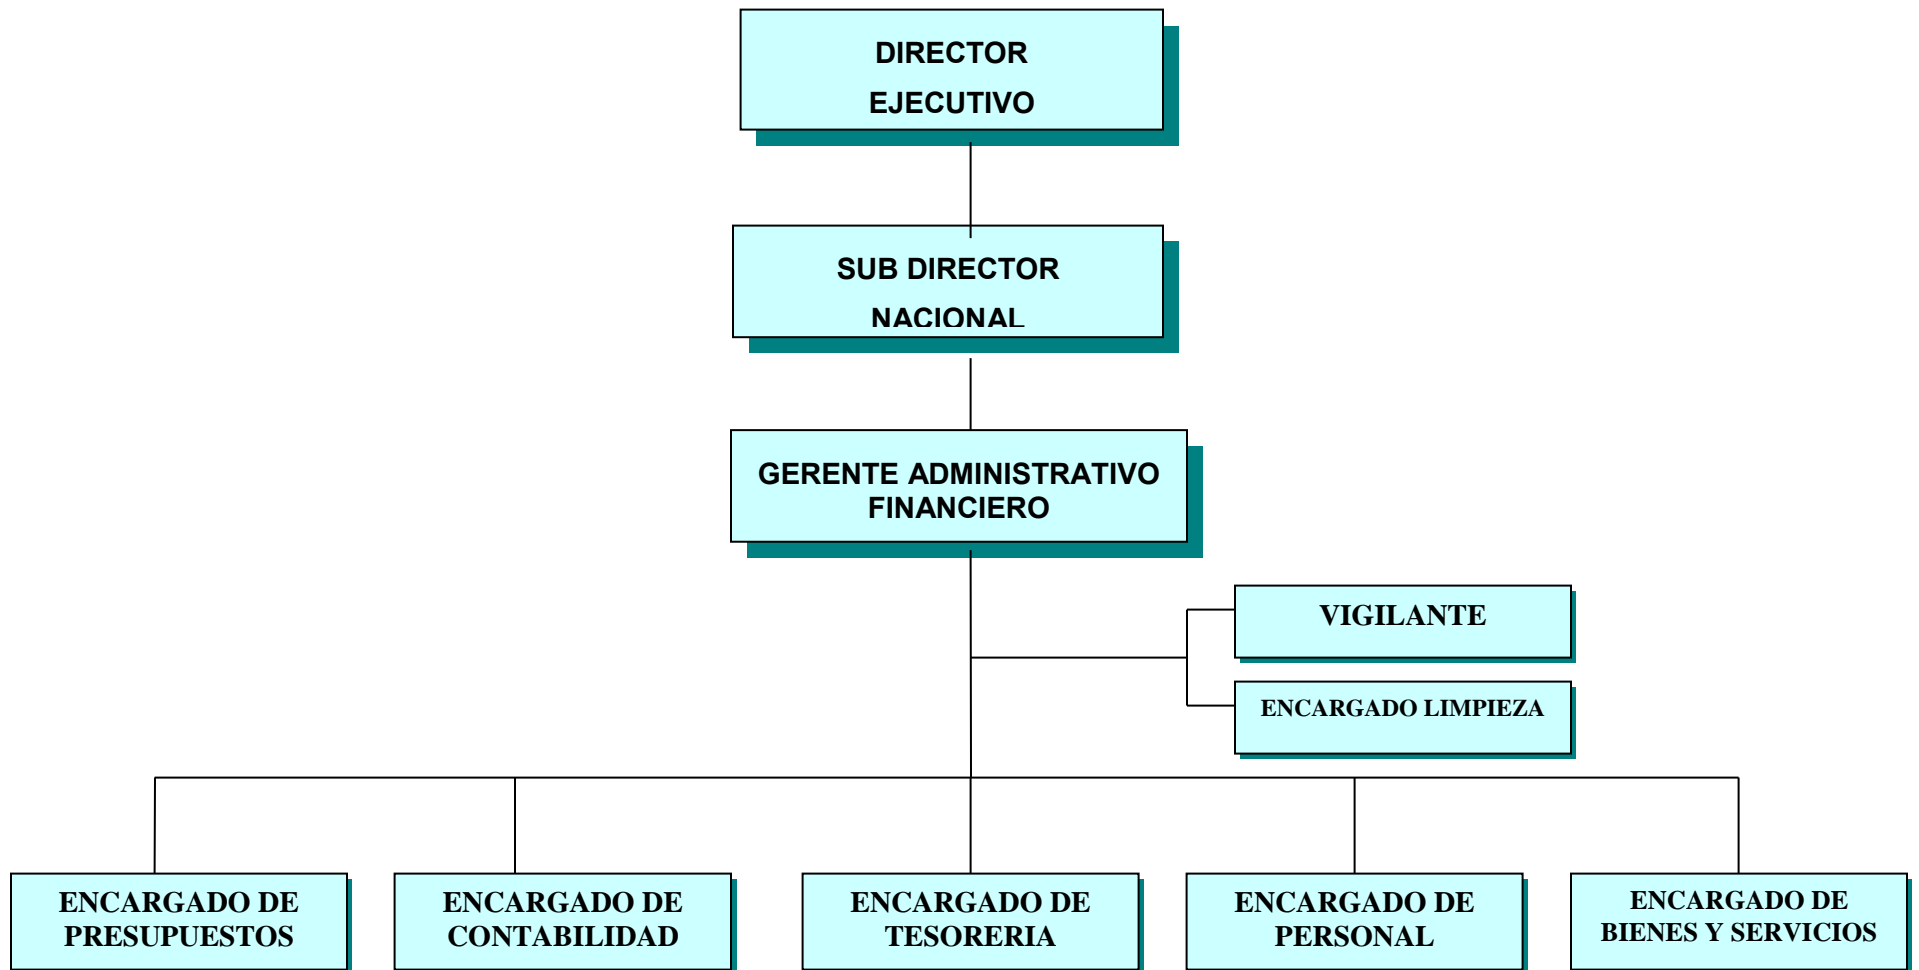 DIRECTOR
EJECUTIVO
SUB DIRECTOR
NACIONAL
GERENTE ADMINISTRATIVO
FINANCIERO
VIGILANTE
ENCARGADO LIMPIEZA
ENCARGADO DE
PRESUPUESTOS
ENCARGADO DE
CONTABILIDAD
ENCARGADO DE
TESORERIA
ENCARGADO DE
PERSONAL
ENCARGADO DE
BIENES Y SERVICIOS